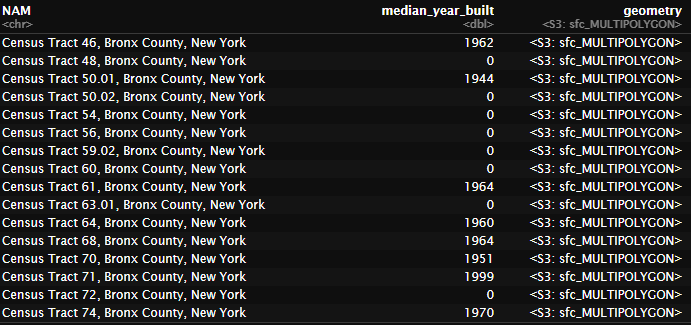 NAM median_year_built geometry
<chr> <dbl> <S3: sfc_MULTIPOLYGON>
Census Tract 46, Bronx County, New York 1962 <S3: sfc_MULTIPOLYGON>
Census Tract 48, Bronx County, New York 0 <S3: sfc_MULTIPOLYGON>
Census Tract 50.01, Bronx County, New York 1944 <S3: sfc_MULTIPOLYGON>
Census Tract 50.02, Bronx County, New York 0 <S3: sfc_MULTIPOLYGON>
Census Tract 54, Bronx County, New York 0 <S3: sfc_MULTIPOLYGON>
Census Tract 56, Bronx County, New York 0 <S3: sfc_MULTIPOLYGON>
Census Tract 59.02, Bronx County, New York 0 <S3: sfc_MULTIPOLYGON>
Census Tract 60, Bronx County, New York 0 <S3: sfc_MULTIPOLYGON>
Census Tract 61, Bronx County, New York 1964 <S3: sfc_MULTIPOLYGON>
Census Tract 63.01, Bronx County, New York 0 <S3: sfc_MULTIPOLYGON>
Census Tract 64, Bronx County, New York 1960 <S3: sfc_MULTIPOLYGON>
Census Tract 68, Bronx County, New York 1964 <S3: sfc_MULTIPOLYGON>
Census Tract 70, Bronx County, New York 1951 <S3: sfc_MULTIPOLYGON>
Census Tract 71, Bronx County, New York 1999 <S3: sfc_MULTIPOLYGON>
Census Tract 72, Bronx County, New York 0 <S3: sfc_MULTIPOLYGON>
Census Tract 74, Bronx County, New York 1970 <S3: sfc_MULTIPOLYGON>